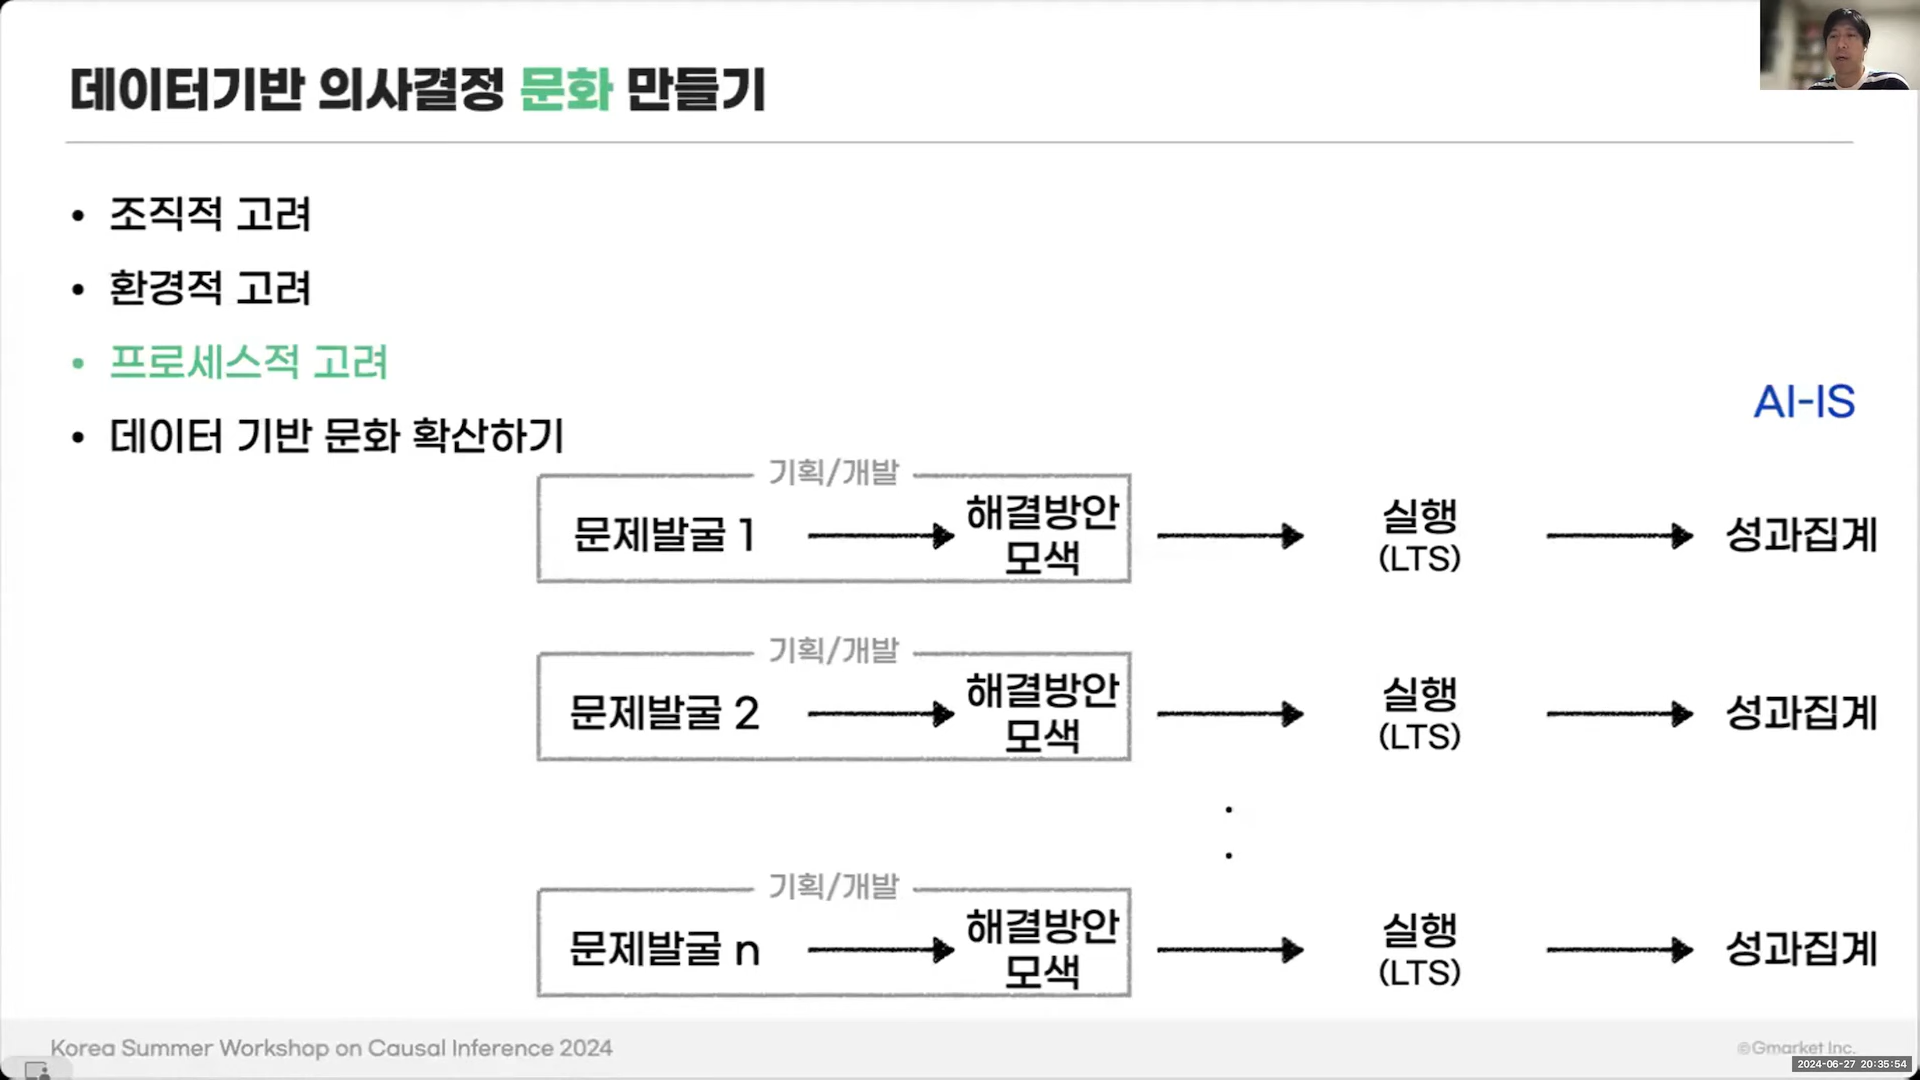 데이터기반 의사결정 문화 만들기
• 조직적 고려
• 환경적 고려
• 프로세스적 고려
• 데이터 기반 문화 확산하기
AI-IS
기획/개발
문제발굴 1
해결방안
모색
실행
(LTS)
성과집계
기획/개발
문제발굴 2
해결방안
모색
실행
(LTS)
성과집계
기획/개발
문제발굴 n
해결방안
모색
실행
(LTS)
성과집계
Korea Summer Workshop on Causal Inference 2024
©Gmarket Inc.
2024-06-27 20:35:54